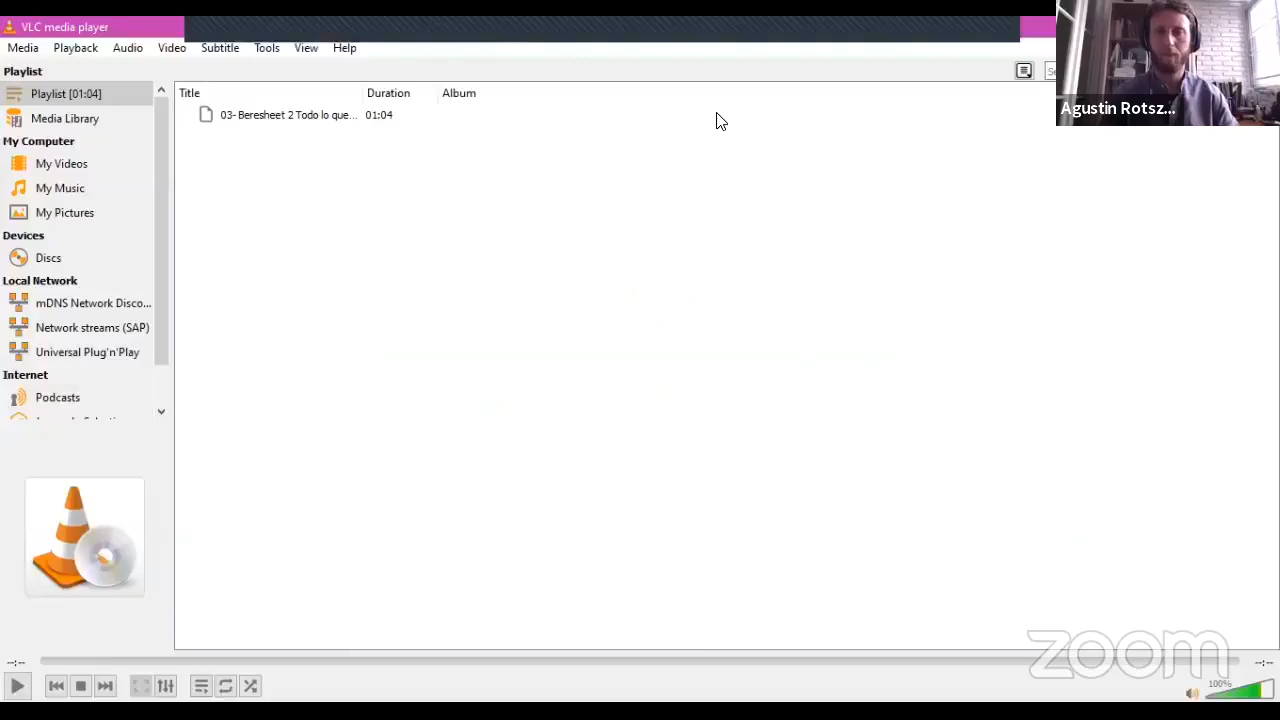 VLC media player
Media Playback Audio Video Subtitle Tools View Help
Playlist
Playlist [01:04]
Media Library
My Computer
My Videos
My Music
My Pictures
Devices
Discs
Local Network
mDNS Network Disco...
Network streams (SAP)
Universal Plug'n'Play
Internet
Podcasts
Title Duration Album
03- Beresheet 2 Todo lo que... 01:04
Agustin Rotsz...
--:-- --:--
100%
zoom